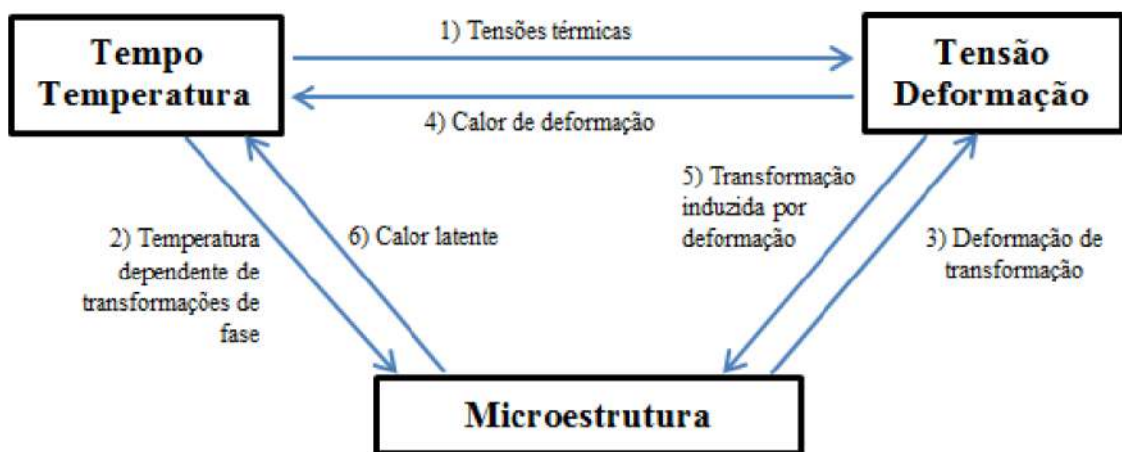 Tempo
Temperatura
1) Tensões térmicas
Tensão
Deformação
4) Calor de deformação
2) Temperatura
dependente de
transformações de
fase
6) Calor latente
5) Transformação
induzida por
deformação
3) Deformação de
transformação
Microestrutura